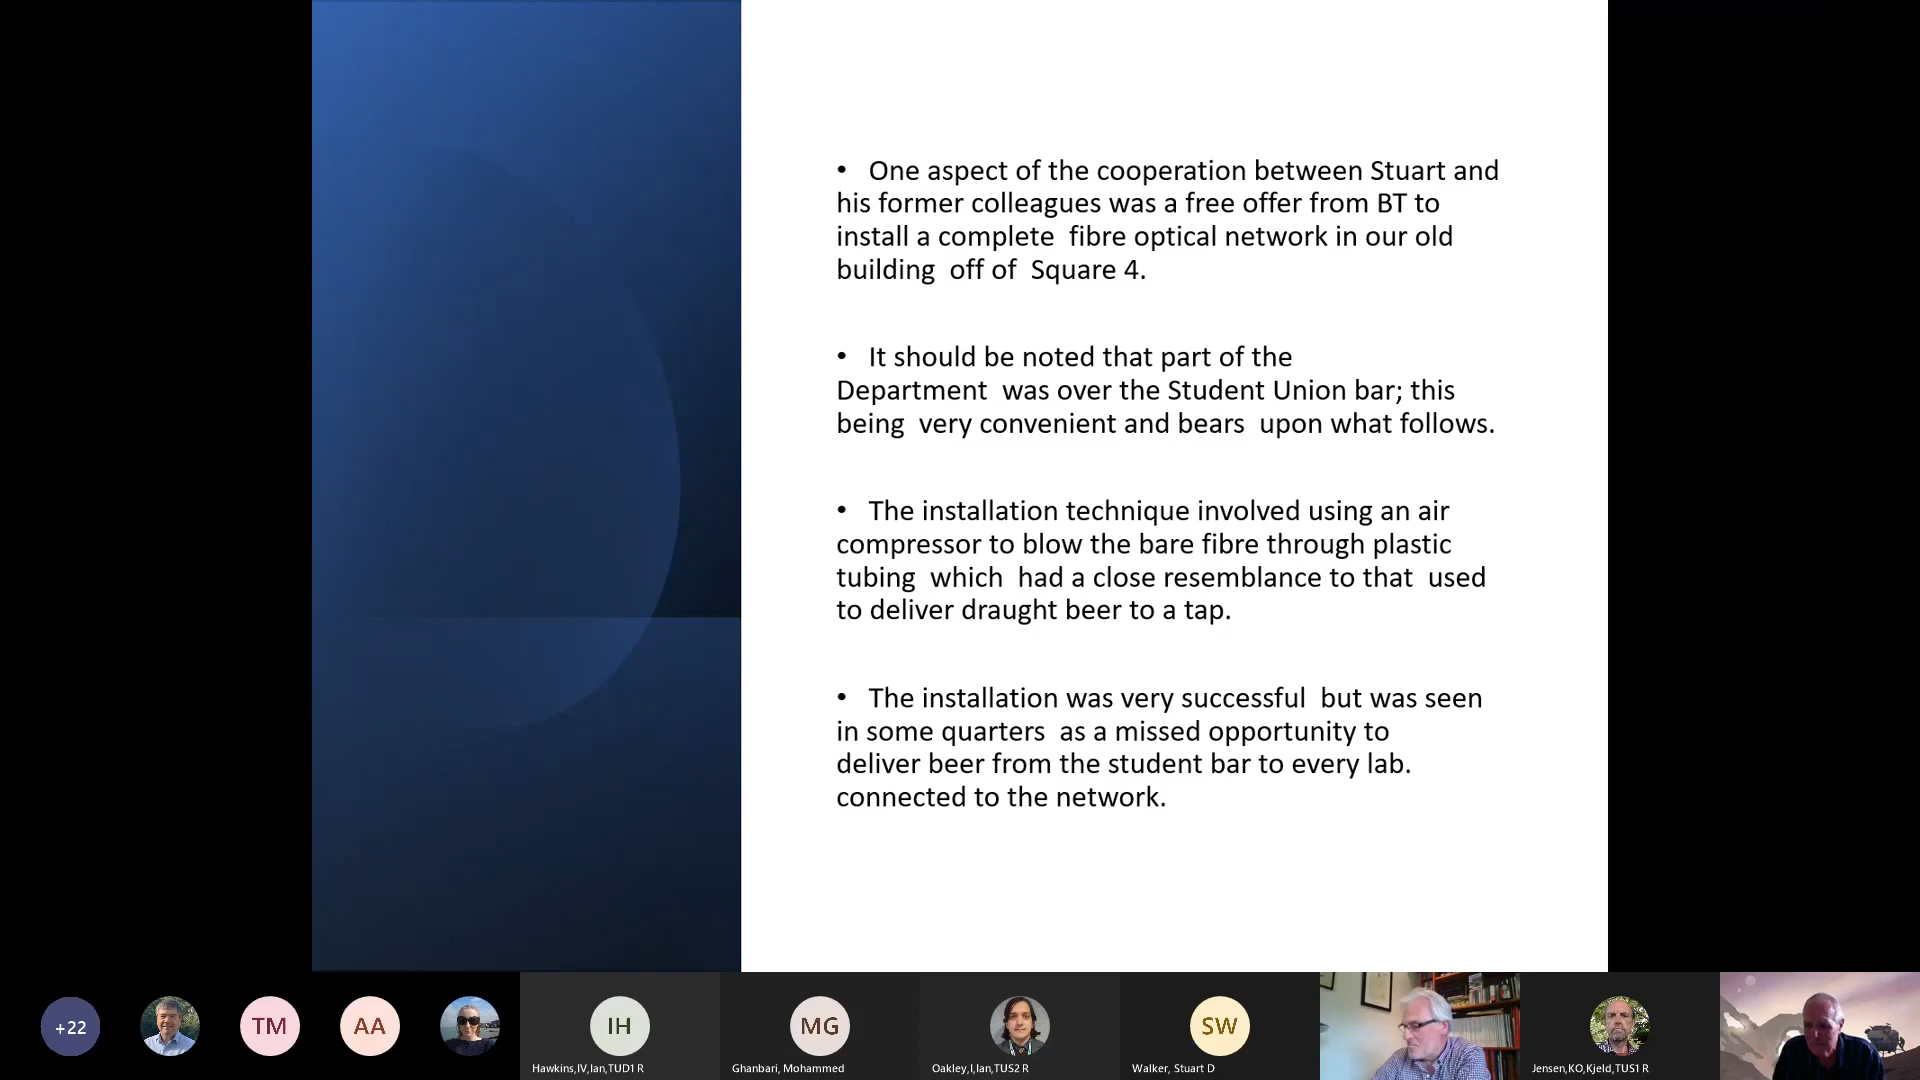 • One aspect of the cooperation between Stuart and
his former colleagues was a free offer from BT to
install a complete  fibre optical network in our old
building  off of  Square 4.
• It should be noted that part of the
Department  was over the Student Union bar; this
being  very convenient and bears  upon what follows.
• The installation technique involved using an air
compressor to blow the bare fibre through plastic
tubing  which  had a close resemblance to that  used
to deliver draught beer to a tap.
• The installation was very successful  but was seen
in some quarters  as a missed opportunity to
deliver beer from the student bar to every lab.
connected to the network.
+22
TM
AA
IH
MG
SW
Hawkins,IV,Ian,TUD1 R
Ghanbari, Mohammed
Oakley,I,Ian,TUS2 R
Walker, Stuart D
Jensen,KO,Kjeld,TUS1 R